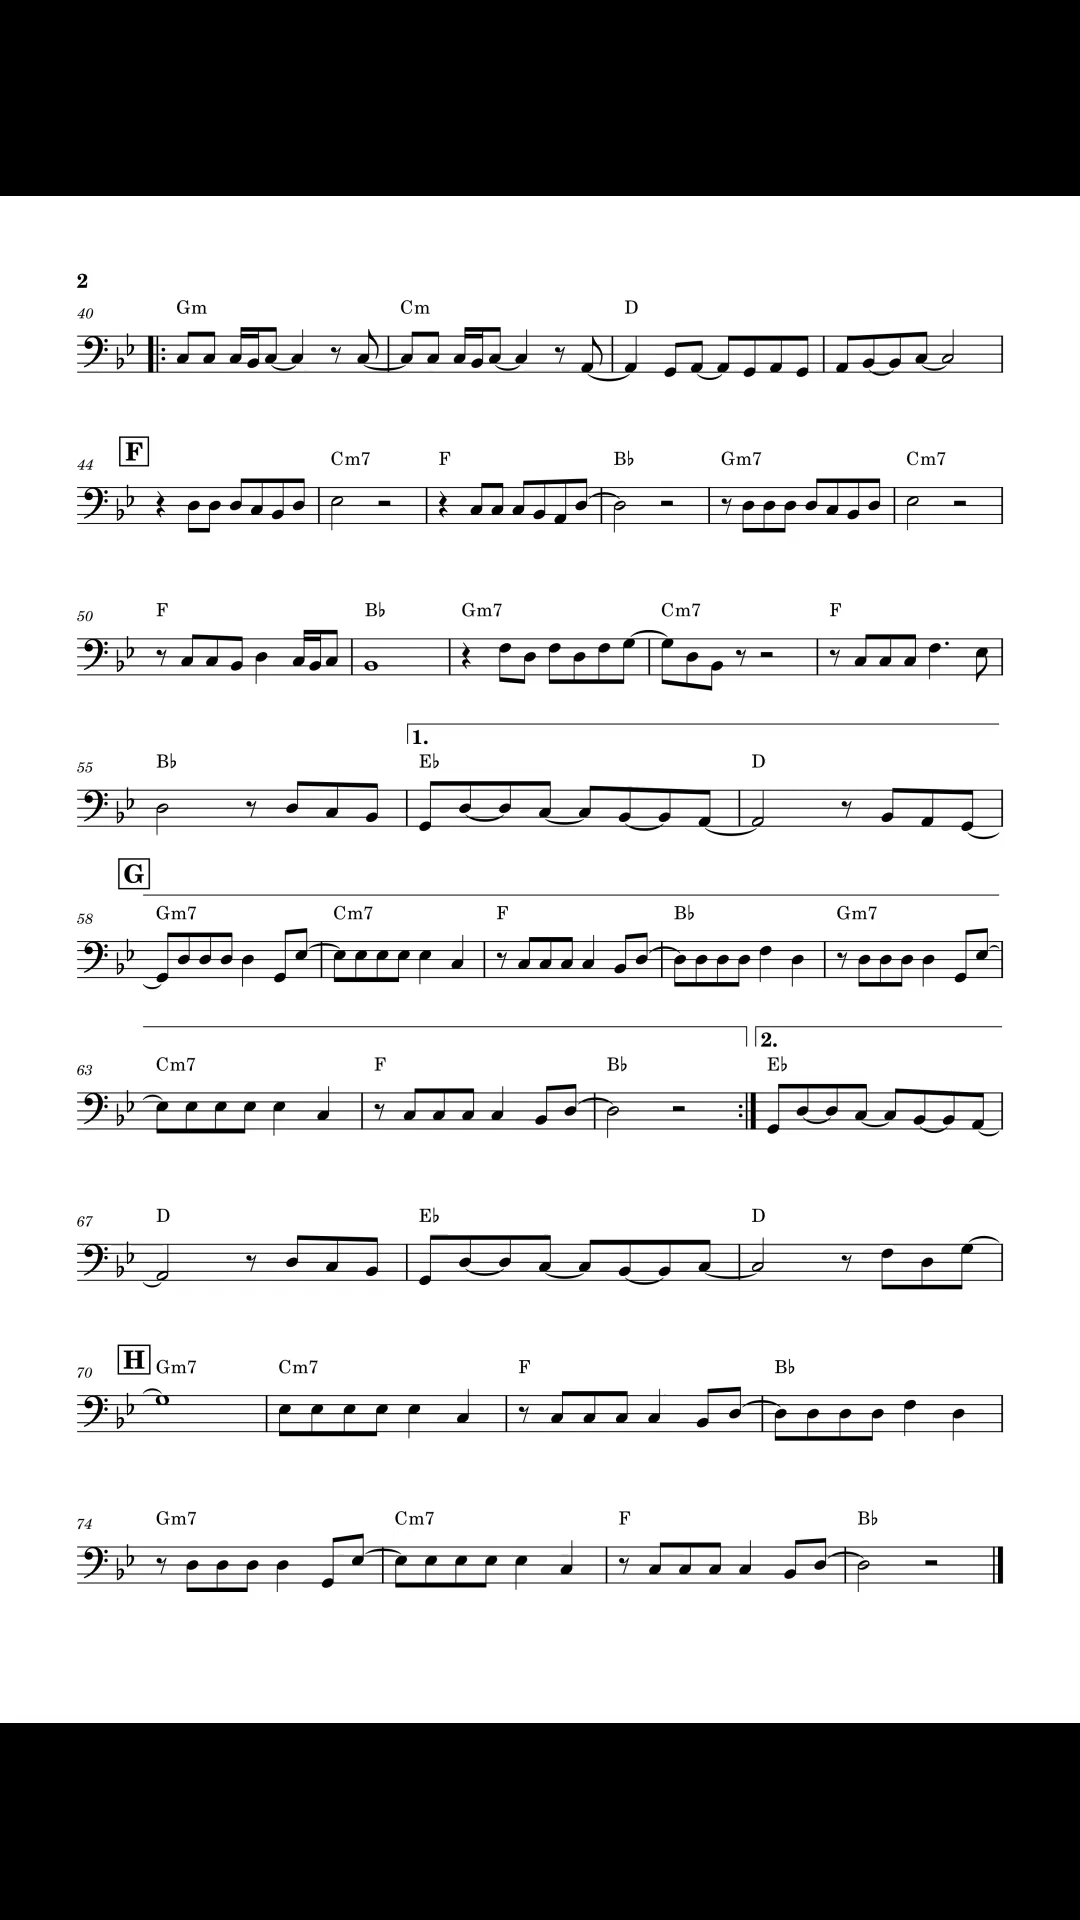 2
40 Gm Cm D
F
44 Cm7 F B♭ Gm7 Cm7
50 F B♭ Gm7 Cm7 F
1.
55 B♭ E♭ D
G
58 Gm7 Cm7 F B♭ Gm7
2.
63 Cm7 F B♭ E♭
67 D E♭ D
H
70 Gm7 Cm7 F B♭
74 Gm7 Cm7 F B♭